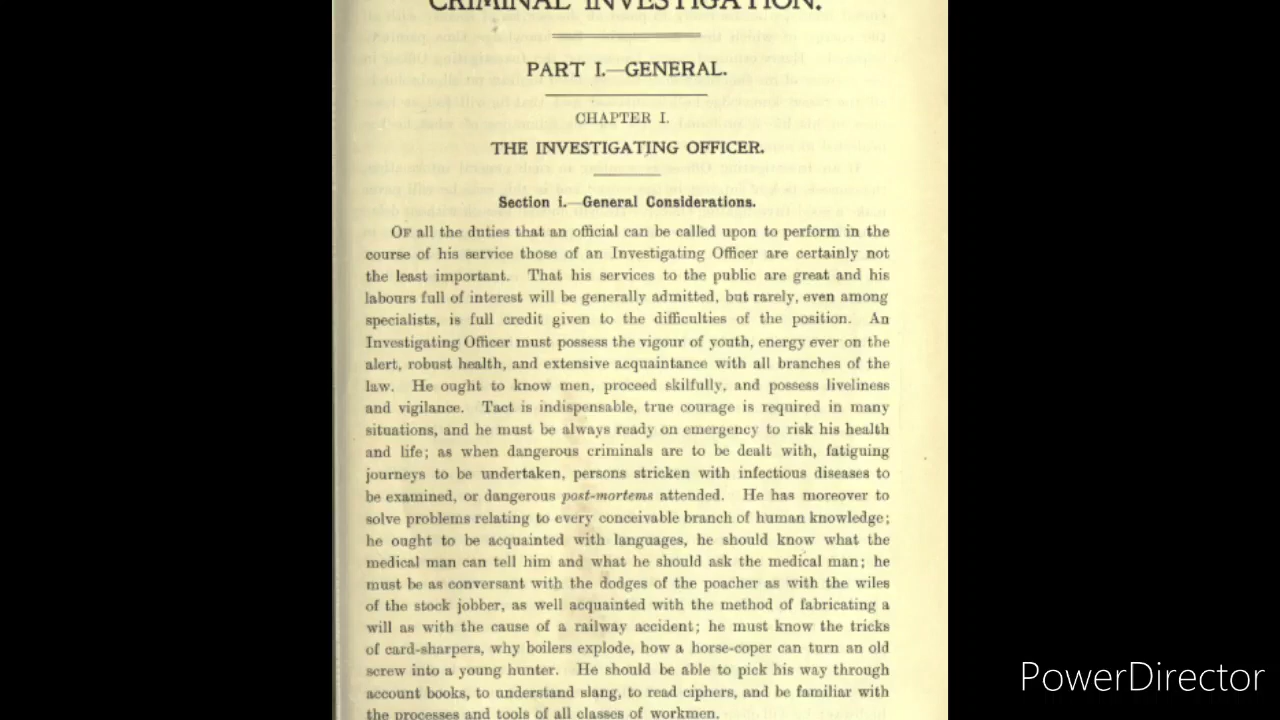 CRIMINAL INVESTIGATION.
PART I.—GENERAL.
CHAPTER I.
THE INVESTIGATING OFFICER.
Section i.—General Considerations.
OF all the duties that an official can be called upon to perform in the
course of his service those of an Investigating Officer are certainly not
the least important. That his services to the public are great and his
labours full of interest will be generally admitted, but rarely, even among
specialists, is full credit given to the difficulties of the position. An
Investigating Officer must possess the vigour of youth, energy ever on the
alert, robust health, and extensive acquaintance with all branches of the
law. He ought to know men, proceed skilfully, and possess liveliness
and vigilance. Tact is indispensable, true courage is required in many
situations, and he must be always ready on emergency to risk his health
and life; as when dangerous criminals are to be dealt with, fatiguing
journeys to be undertaken, persons stricken with infectious diseases to
be examined, or dangerous post-mortems attended. He has moreover to
solve problems relating to every conceivable branch of human knowledge;
he ought to be acquainted with languages, he should know what the
medical man can tell him and what he should ask the medical man; he
must be as conversant with the dodges of the poacher as with the wiles
of the stock jobber, as well acquainted with the method of fabricating a
will as with the cause of a railway accident; he must know the tricks
of card-sharpers, why boilers explode, how a horse-coper can turn an old
screw into a young hunter. He should be able to pick his way through
account books, to understand slang, to read ciphers, and be familiar with
the processes and tools of all classes of workmen.
PowerDirector